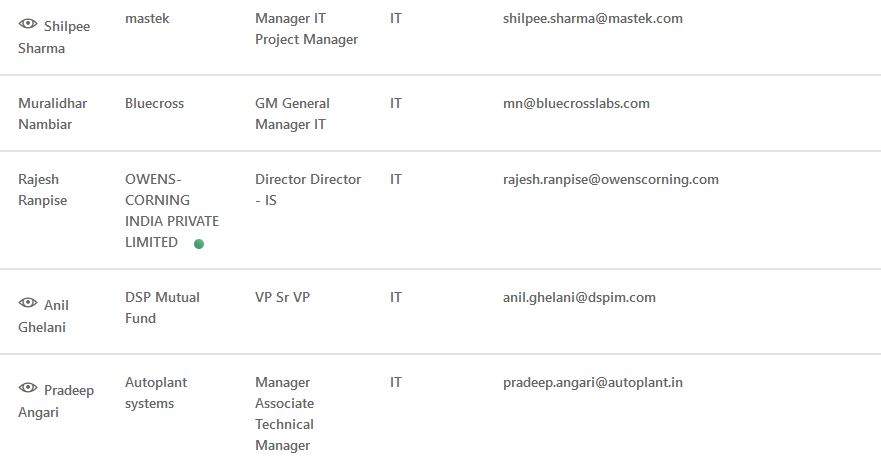 Shilpee Sharma mastek Manager IT Project Manager IT shilpee.sharma@mastek.com
Muralidhar Nambiar Bluecross GM General Manager IT IT mn@bluecrosslabs.com
Rajesh Ranpise OWENS-CORNING INDIA PRIVATE LIMITED Director Director - IS IT rajesh.ranpise@owenscorning.com
Anil Ghelani DSP Mutual Fund VP Sr VP IT anil.ghelani@dspim.com
Pradeep Angari Autoplant systems Manager Associate Technical Manager IT pradeep.angari@autoplant.in